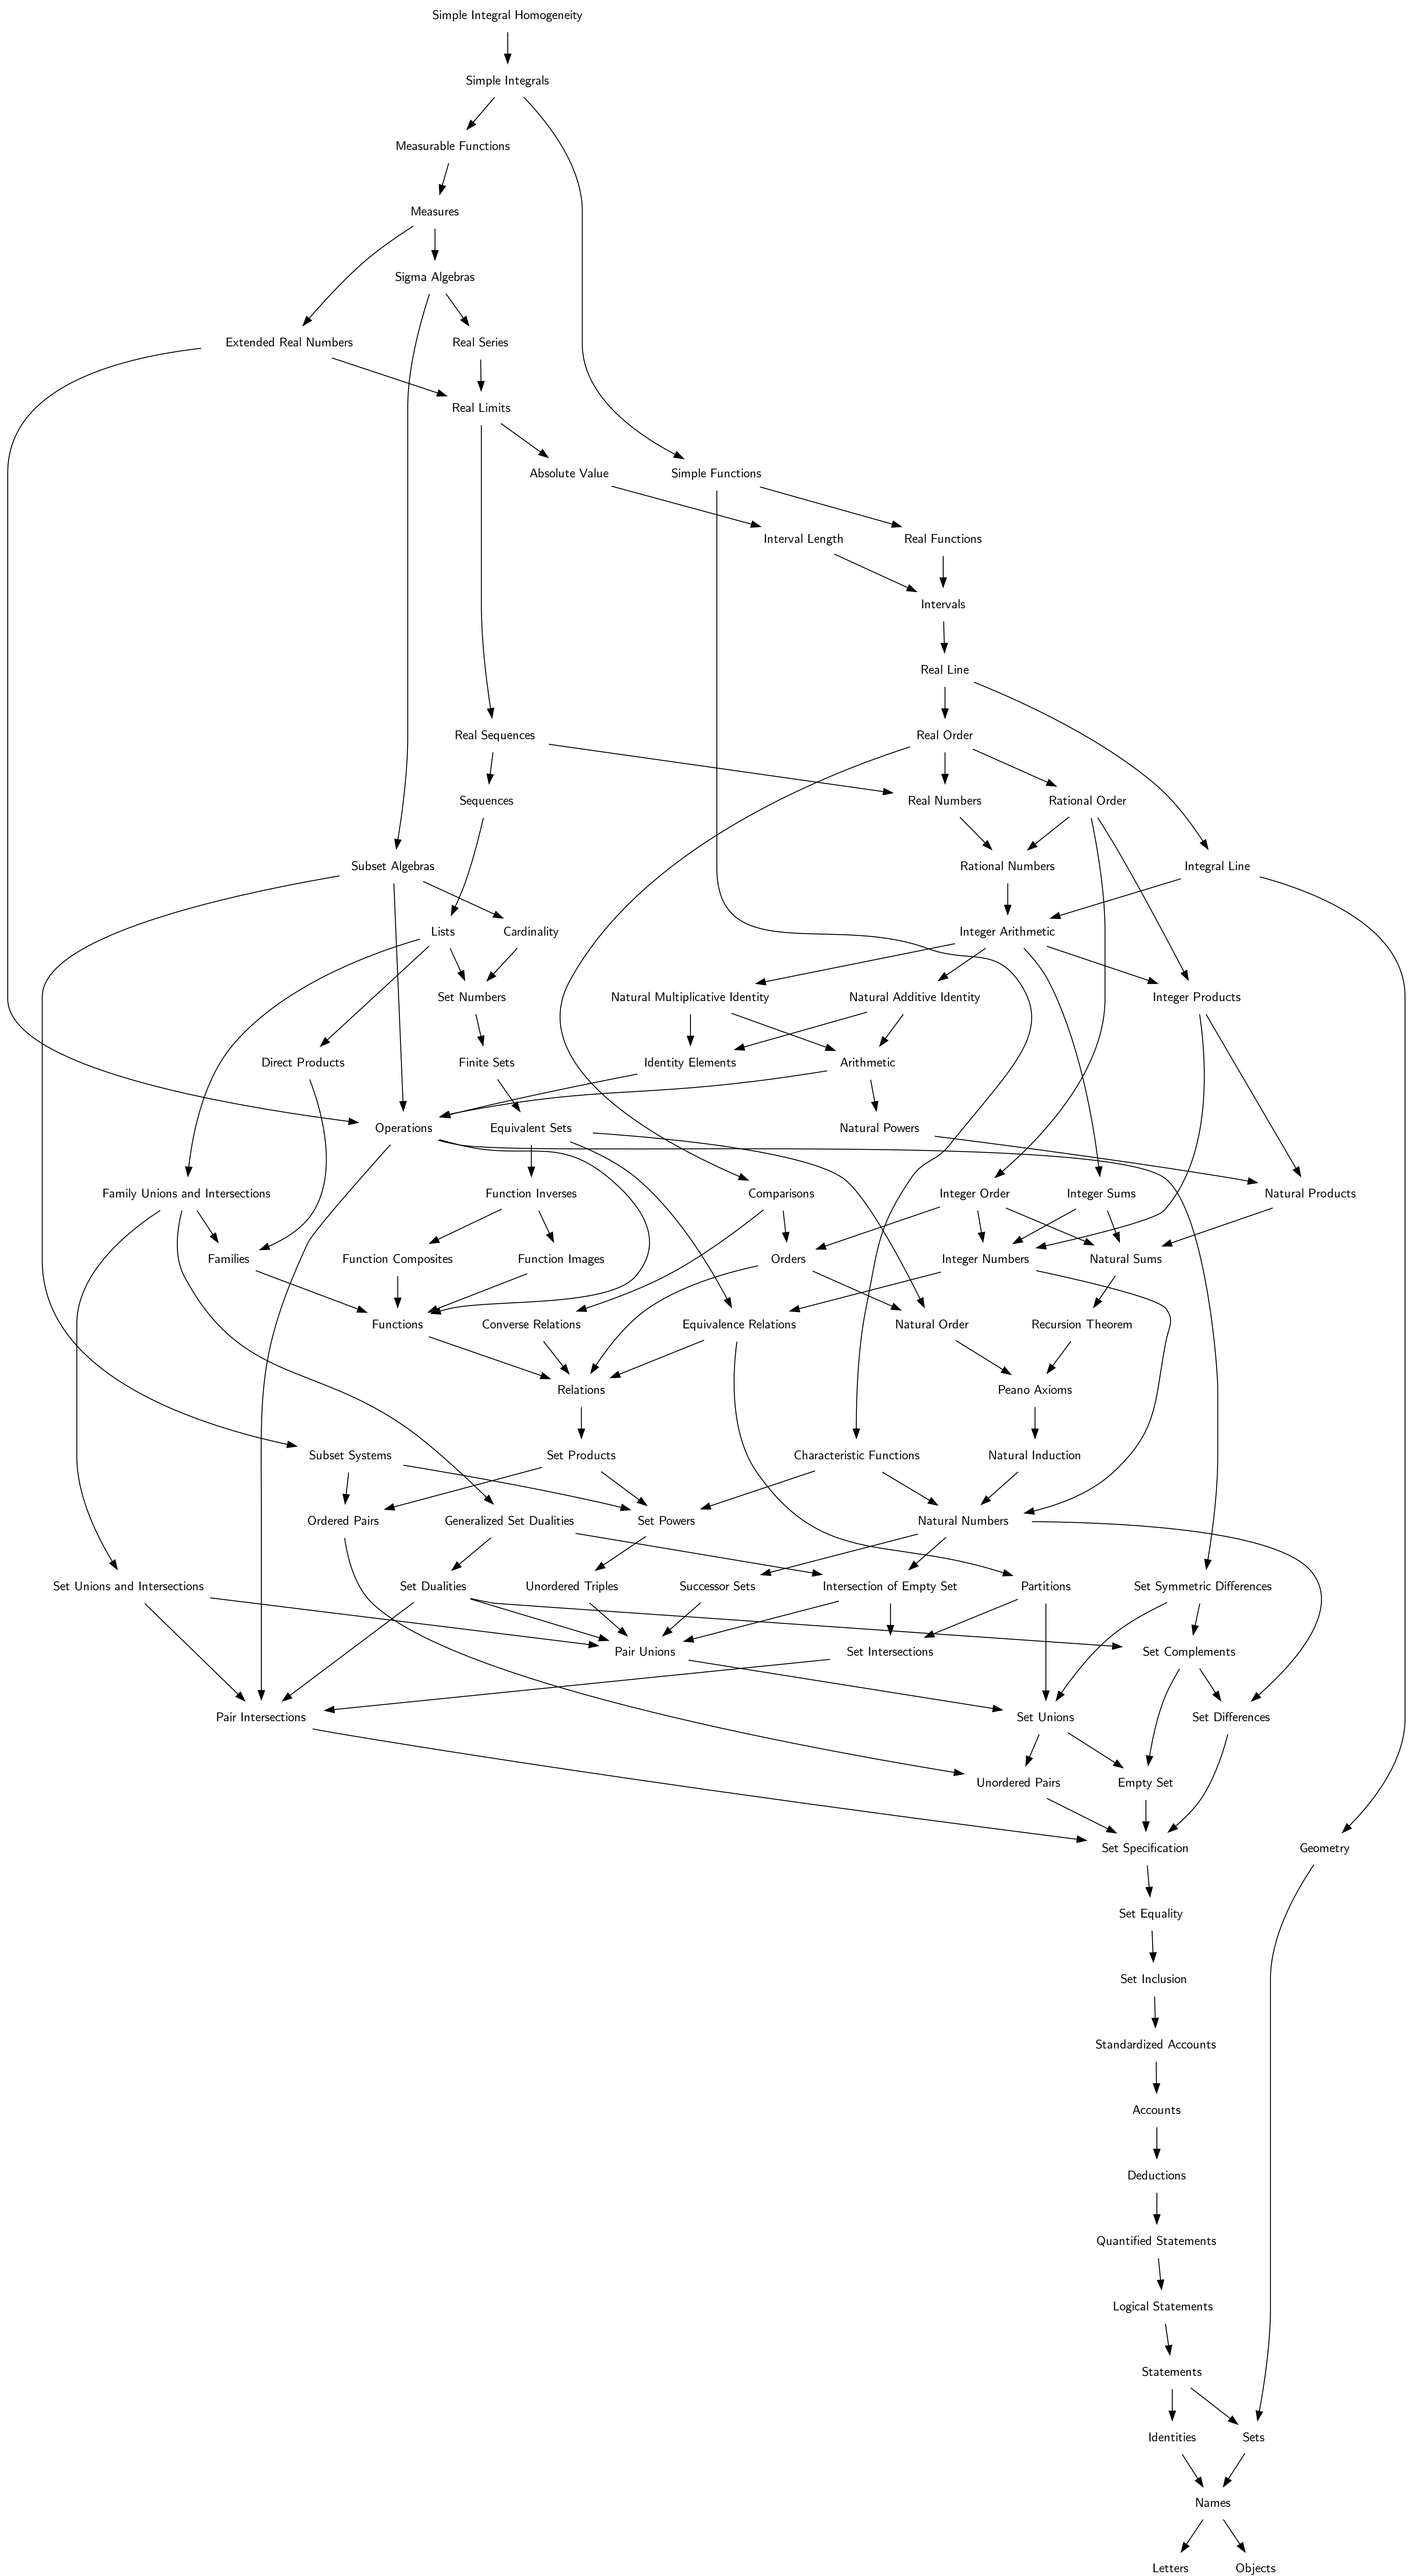 Simple Integral Homogeneity
Simple Integrals
Measurable Functions
Measures
Sigma Algebras
Extended Real Numbers
Real Series
Real Limits
Absolute Value
Simple Functions
Interval Length
Real Functions
Intervals
Real Line
Real Sequences
Real Order
Sequences
Real Numbers
Rational Order
Subset Algebras
Rational Numbers
Integral Line
Lists
Cardinality
Integer Arithmetic
Set Numbers
Natural Multiplicative Identity
Natural Additive Identity
Integer Products
Direct Products
Finite Sets
Identity Elements
Arithmetic
Operations
Equivalent Sets
Natural Powers
Family Unions and Intersections
Function Inverses
Comparisons
Integer Order
Integer Sums
Natural Products
Families
Function Composites
Function Images
Orders
Integer Numbers
Natural Sums
Functions
Converse Relations
Equivalence Relations
Natural Order
Recursion Theorem
Relations
Peano Axioms
Subset Systems
Set Products
Characteristic Functions
Natural Induction
Ordered Pairs
Generalized Set Dualities
Set Powers
Natural Numbers
Set Unions and Intersections
Set Dualities
Unordered Triples
Successor Sets
Intersection of Empty Set
Partitions
Set Symmetric Differences
Pair Unions
Set Intersections
Set Complements
Pair Intersections
Set Unions
Set Differences
Unordered Pairs
Empty Set
Set Specification
Geometry
Set Equality
Set Inclusion
Standardized Accounts
Accounts
Deductions
Quantified Statements
Logical Statements
Statements
Identities
Sets
Names
Letters
Objects